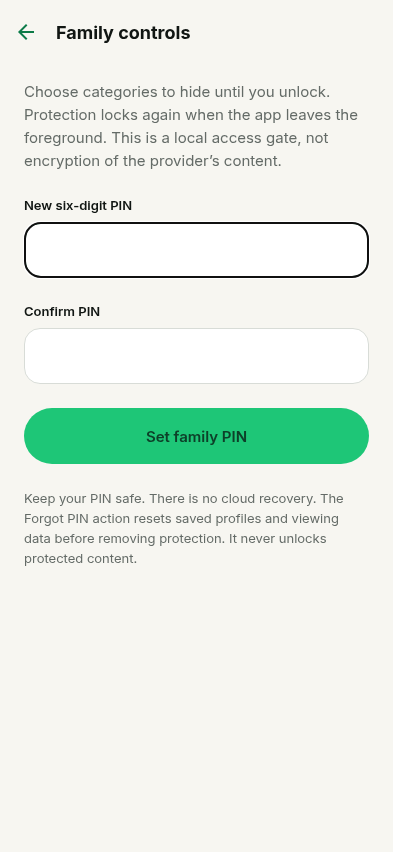 Family controls
Choose categories to hide until you unlock.
Protection locks again when the app leaves the
foreground. This is a local access gate, not
encryption of the provider’s content.
New six-digit PIN
Confirm PIN
Set family PIN
Keep your PIN safe. There is no cloud recovery. The
Forgot PIN action resets saved profiles and viewing
data before removing protection. It never unlocks
protected content.